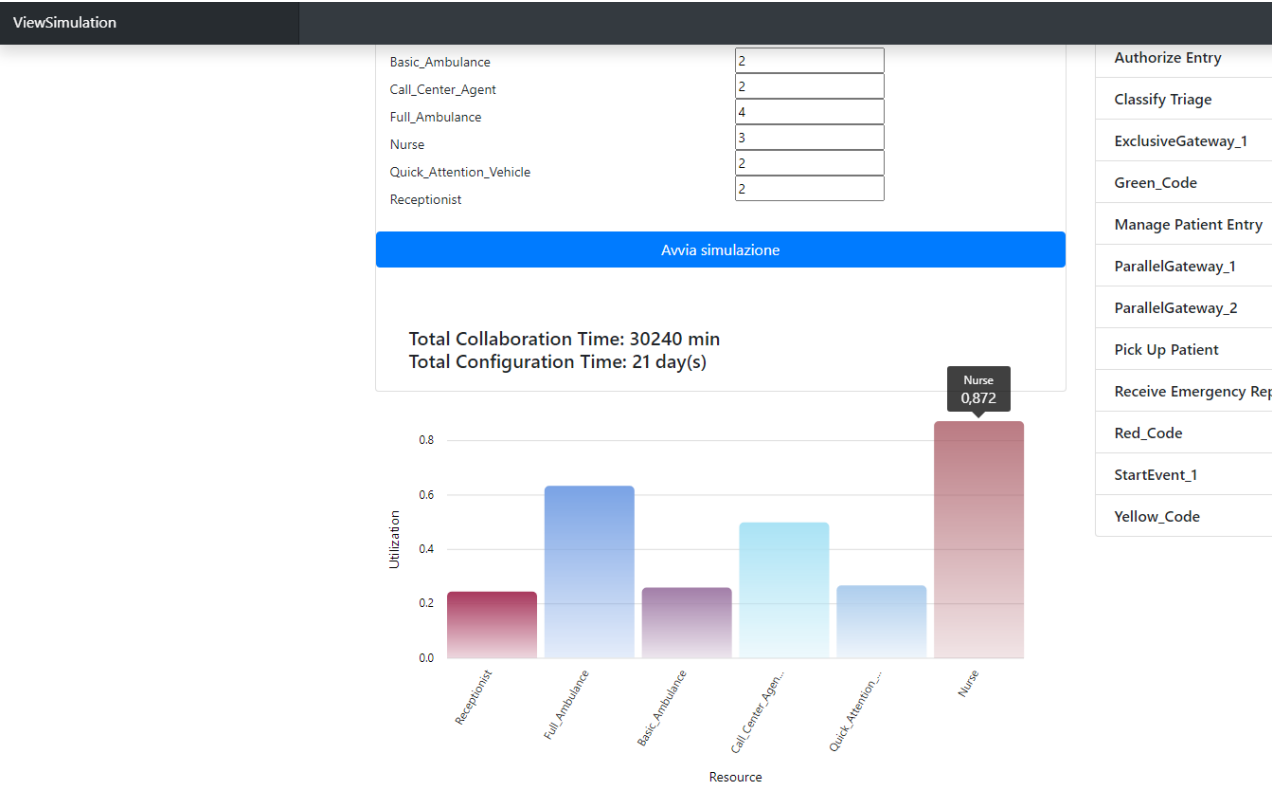 ViewSimulation
Basic_Ambulance 2
Call_Center_Agent 2
Full_Ambulance 4
Nurse 3
Quick_Attention_Vehicle 2
Receptionist 2
Avvia simulazione
Total Collaboration Time: 30240 min
Total Configuration Time: 21 day(s)
Nurse
0,872
0.8
0.6
0.4
0.2
0.0
Utilization
Receptionist
Full_Ambulance
Basic_Ambulance
Call_Center_Agen...
Quick_Attention_...
Nurse
Resource
Authorize Entry
Classify Triage
ExclusiveGateway_1
Green_Code
Manage Patient Entry
ParallelGateway_1
ParallelGateway_2
Pick Up Patient
Receive Emergency Rep
Red_Code
StartEvent_1
Yellow_Code